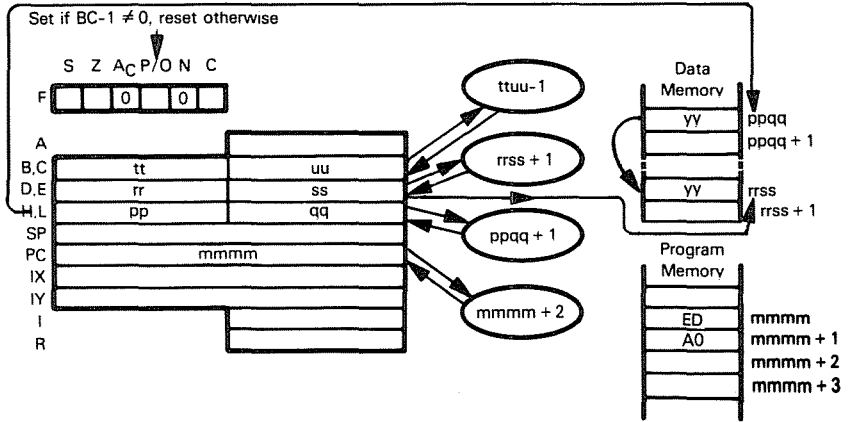 Set if BC-1 ≠ 0, reset otherwise
S Z AC P/O N C
F 0 0
A
B,C tt uu
D,E rr ss
H,L pp qq
SP
PC mmmm
IX
IY
I
R
ttuu-1
rrss + 1
ppqq + 1
mmmm + 2
Data
Memory
yy ppqq
ppqq + 1
yy rrss
rrss + 1
Program
Memory
ED mmmm
A0 mmmm + 1
mmmm + 2
mmmm + 3